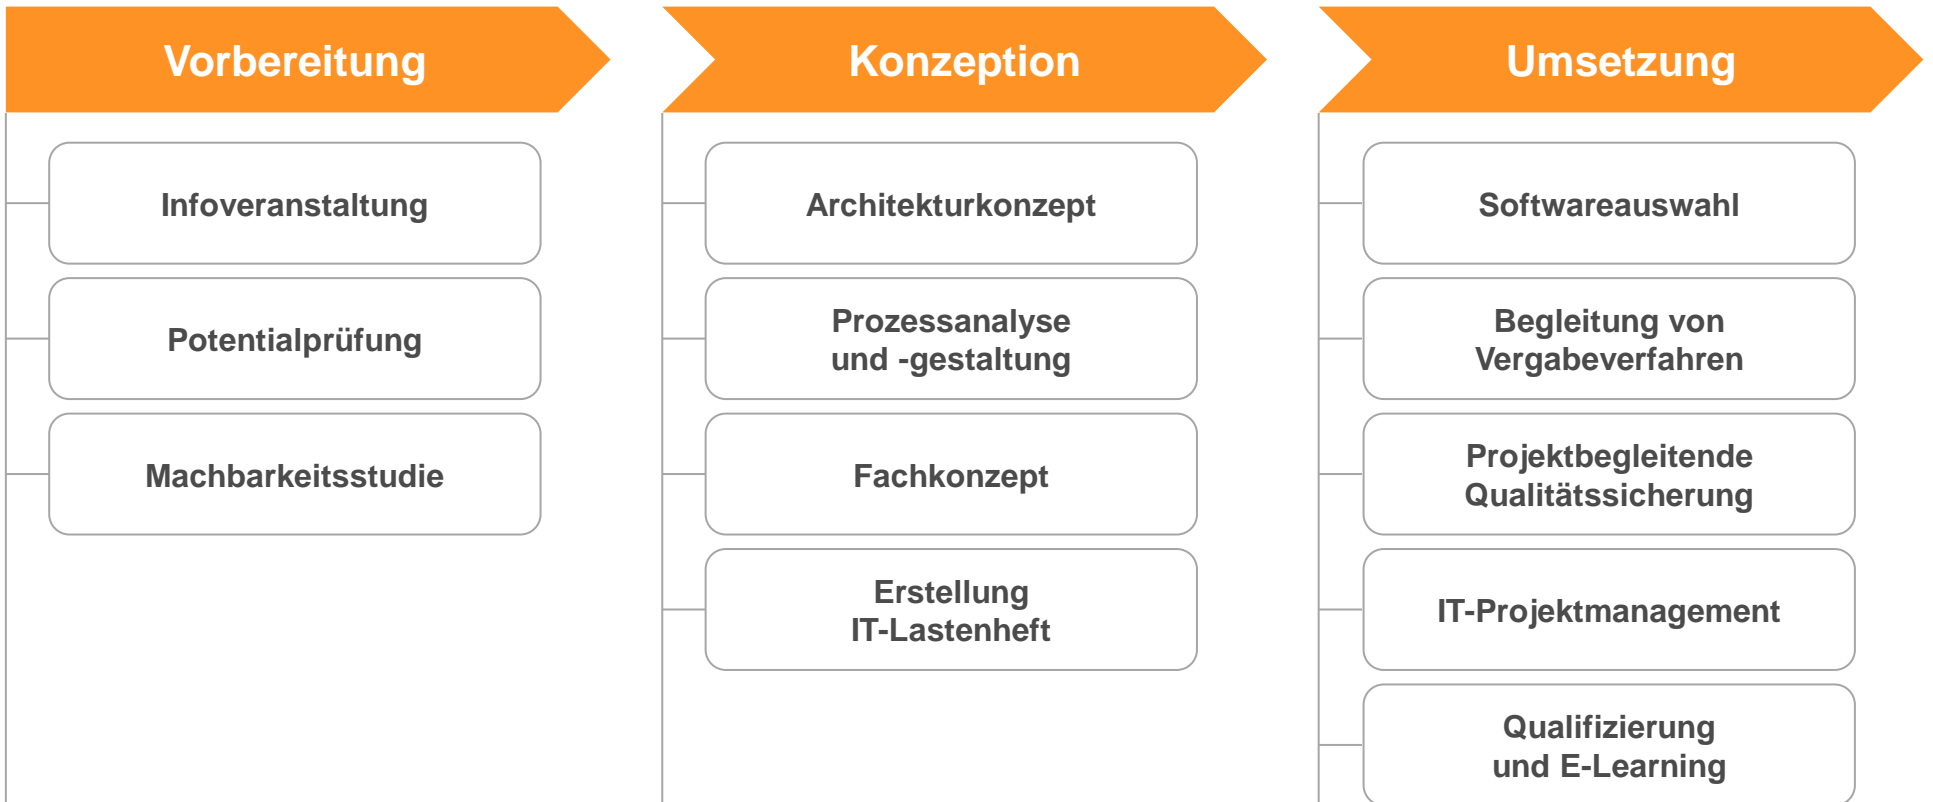 Vorbereitung
Infoveranstaltung
Potentialprüfung
Machbarkeitsstudie
Konzeption
Architekturkonzept
Prozessanalyse
und -gestaltung
Fachkonzept
Erstellung
IT-Lastenheft
Umsetzung
Softwareauswahl
Begleitung von
Vergabeverfahren
Projektbegleitende
Qualitätssicherung
IT-Projektmanagement
Qualifizierung
und E-Learning